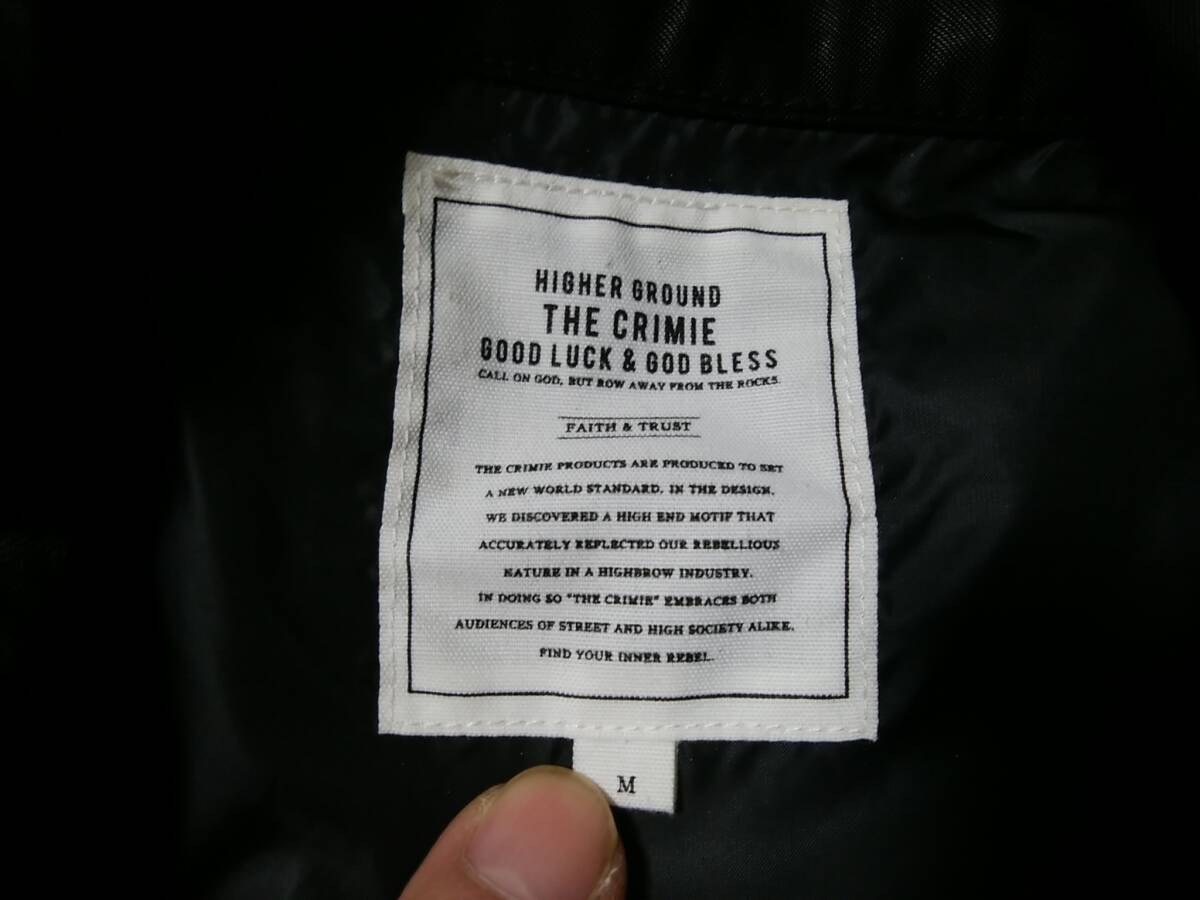 HIGHER GROUND
THE CRIMIE
GOOD LUCK & GOD BLESS
CALL ON GOD, BUT ROW AWAY FROM THE ROCKS.
FAITH & TRUST
THE CRIMIE PRODUCTS ARE PRODUCED TO SET
A NEW WORLD STANDARD. IN THE DESIGN,
WE DISCOVERED A HIGH END MOTIF THAT
ACCURATELY REFLECTED OUR REBELLIOUS
NATURE IN A HIGHBROW INDUSTRY.
IN DOING SO "THE CRIMIE" EMBRACES BOTH
AUDIENCES OF STREET AND HIGH SOCIETY ALIKE.
FIND YOUR INNER REBEL.
M